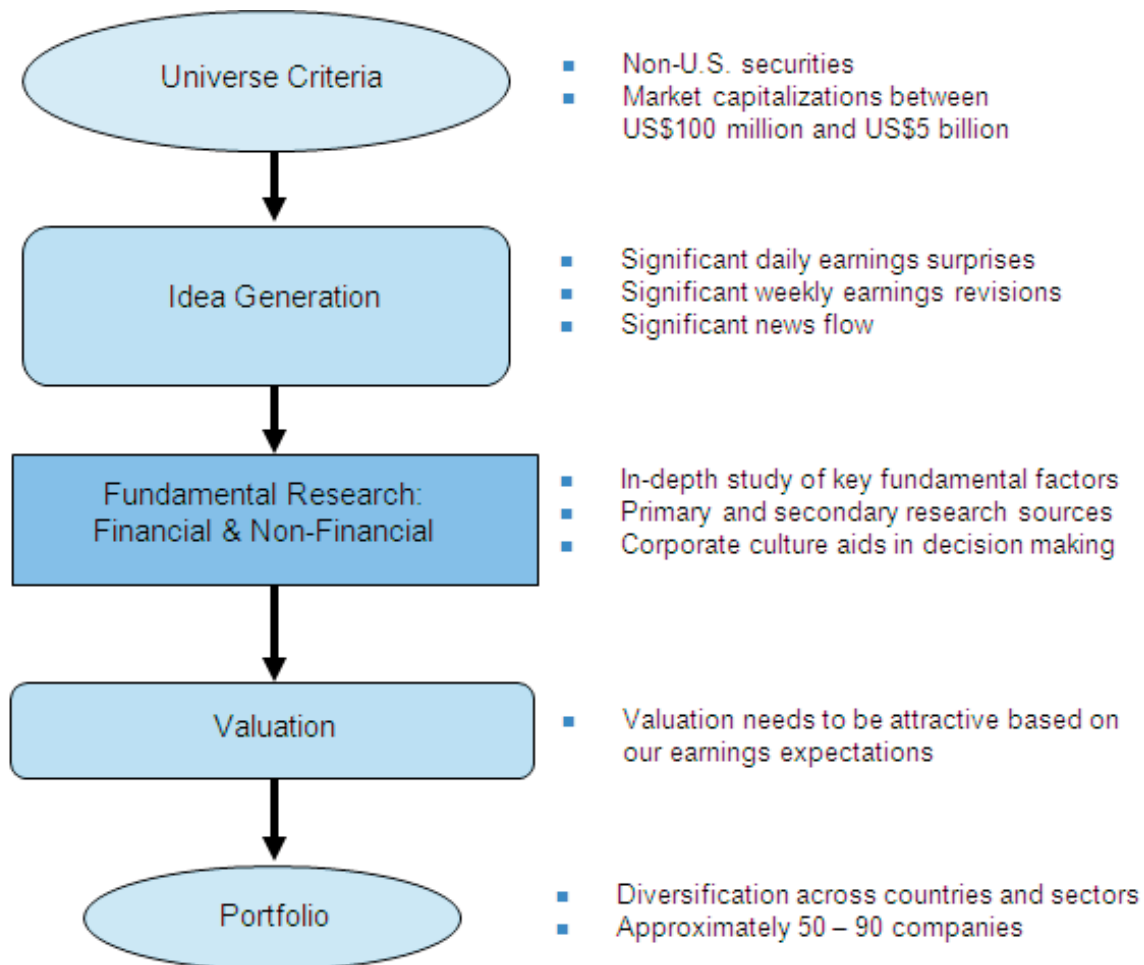 Universe Criteria
▪ Non-U.S. securities
▪ Market capitalizations between
US$100 million and US$5 billion
Idea Generation
▪ Significant daily earnings surprises
▪ Significant weekly earnings revisions
▪ Significant news flow
Fundamental Research:
Financial & Non-Financial
▪ In-depth study of key fundamental factors
▪ Primary and secondary research sources
▪ Corporate culture aids in decision making
Valuation
▪ Valuation needs to be attractive based on
our earnings expectations
Portfolio
▪ Diversification across countries and sectors
▪ Approximately 50 – 90 companies